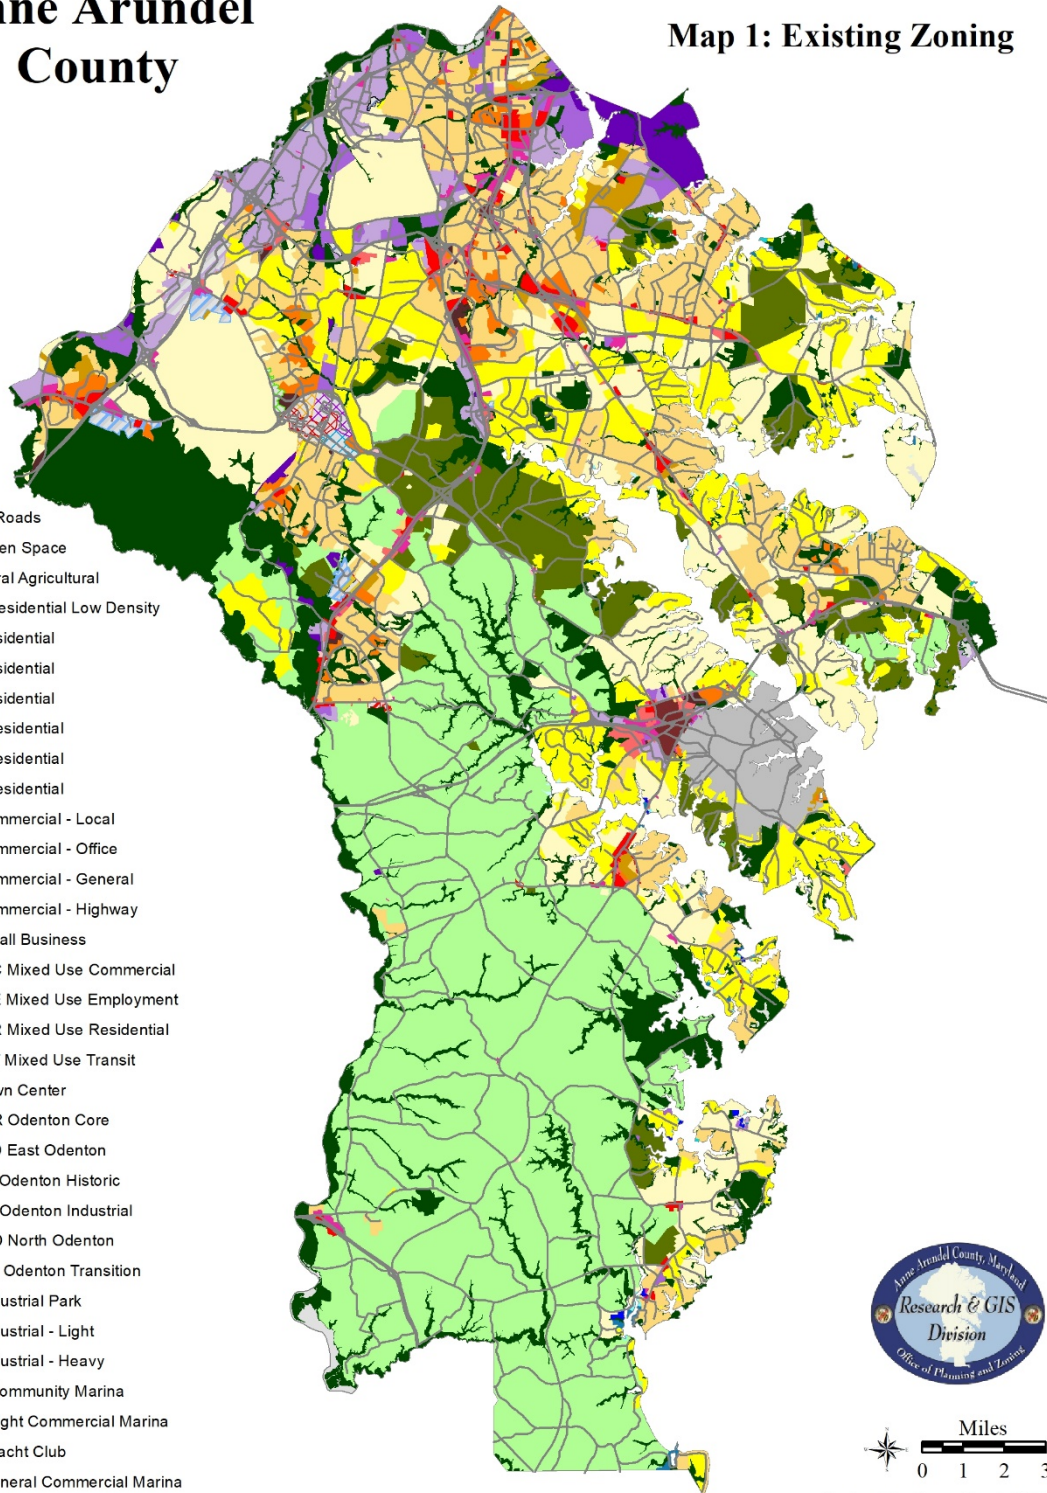 nne Arundel
County
Map 1: Existing Zoning
Roads
en Space
ral Agricultural
esidential Low Density
sidential
sidential
sidential
esidential
esidential
esidential
mmercial - Local
mmercial - Office
mmercial - General
mmercial - Highway
all Business
C Mixed Use Commercial
E Mixed Use Employment
R Mixed Use Residential
Mixed Use Transit
wn Center
R Odenton Core
O East Odenton
Odenton Historic
Odenton Industrial
O North Odenton
Odenton Transition
ustrial Park
ustrial - Light
ustrial - Heavy
ommunity Marina
ght Commercial Marina
acht Club
neral Commercial Marina
Anne Arundel County, Maryland
Research & GIS
Division
Office of Planning and Zoning
Miles
0 1 2 3